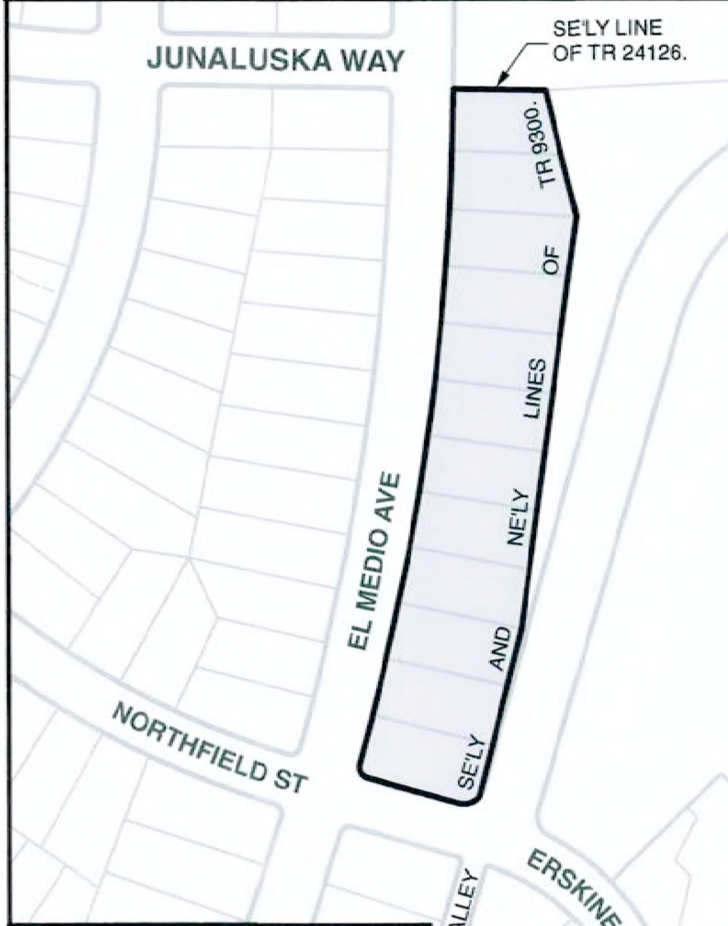 SE'LY LINE
OF TR 24126.
JUNALUSKA WAY
TR 9300.
OF
LINES
NE'LY
AND
SE'LY
EL MEDIO AVE
NORTHFIELD ST
ERSKINE
ALLEY